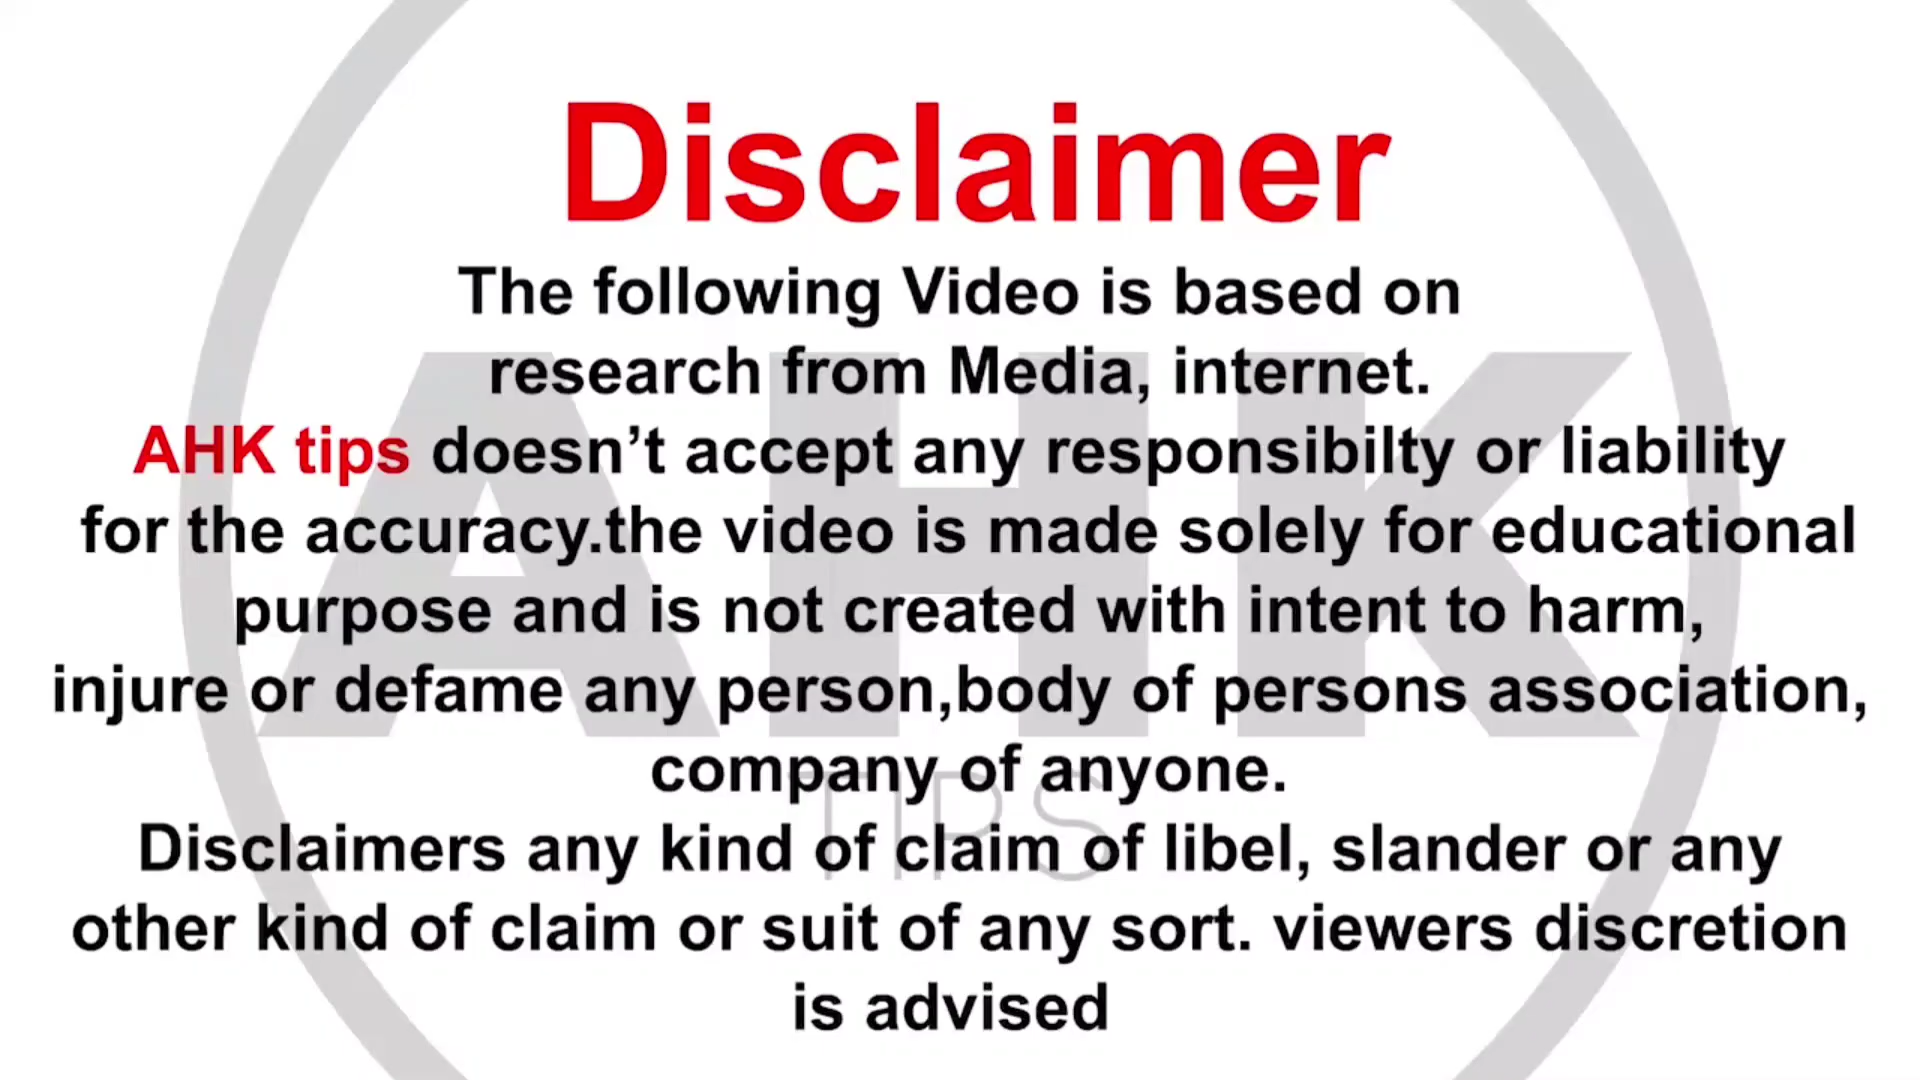 Disclaimer
The following Video is based on
research from Media, internet.
AHK tips doesn’t accept any responsibilty or liability
for the accuracy.the video is made solely for educational
purpose and is not created with intent to harm,
injure or defame any person,body of persons association,
company of anyone.
Disclaimers any kind of claim of libel, slander or any
other kind of claim or suit of any sort. viewers discretion
is advised
AHK
TIPS